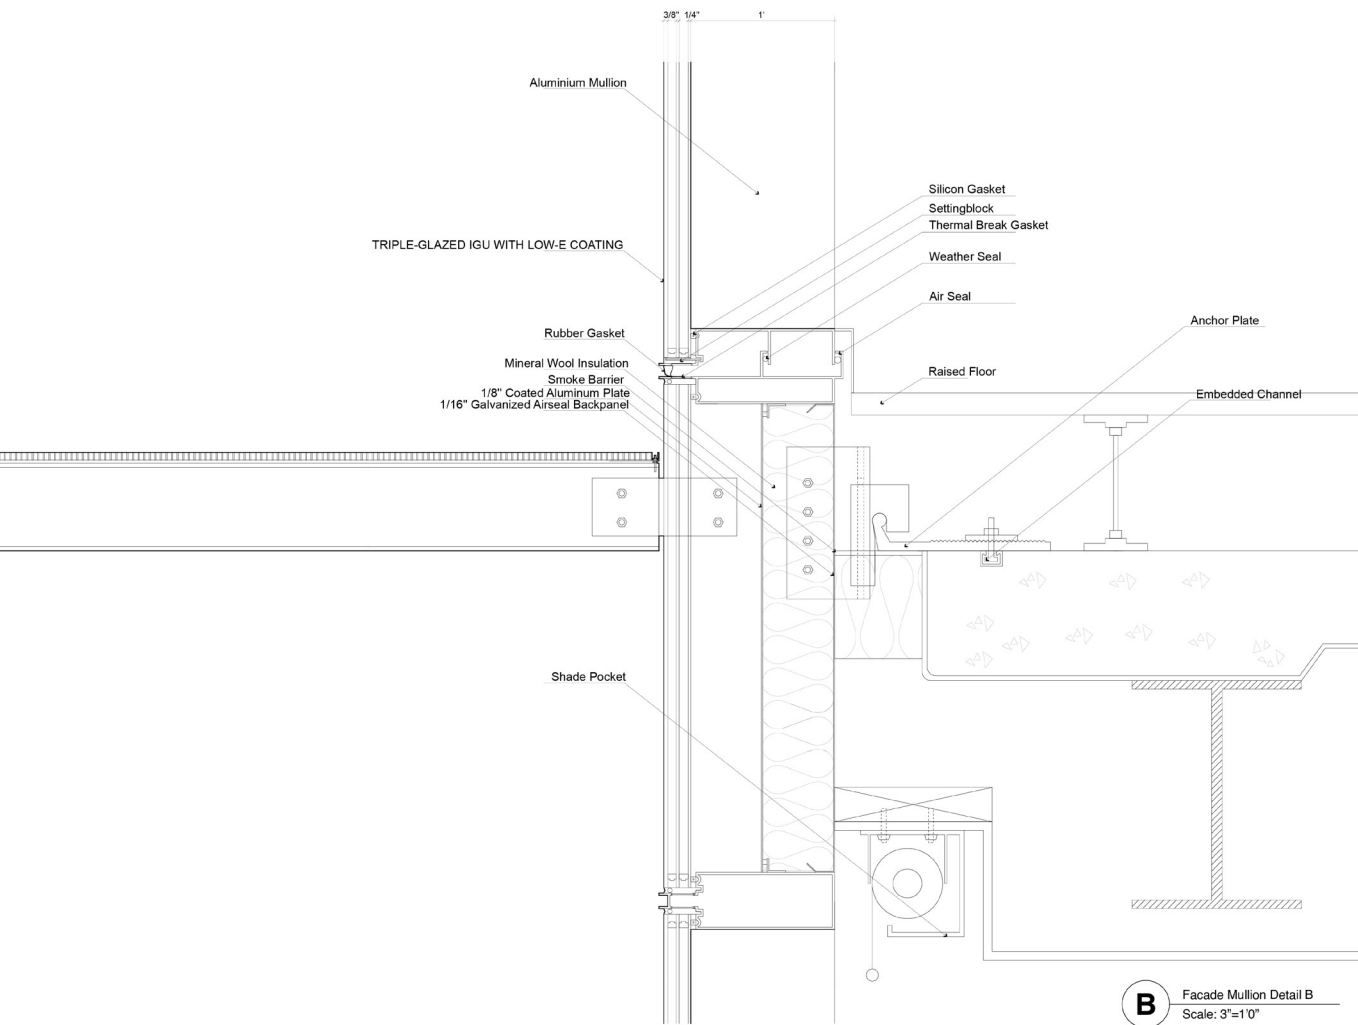 3/8" 1/4" 1'
Aluminium Mullion
Silicon Gasket
Settingblock
Thermal Break Gasket
TRIPLE-GLAZED IGU WITH LOW-E COATING
Weather Seal
Air Seal
Anchor Plate
Rubber Gasket
Mineral Wool Insulation
Raised Floor
Smoke Barrier
1/8" Coated Aluminum Plate
Embedded Channel
1/16" Galvanized Airseal Backpanel
Shade Pocket
B
Facade Mullion Detail B
Scale: 3"=1'0"